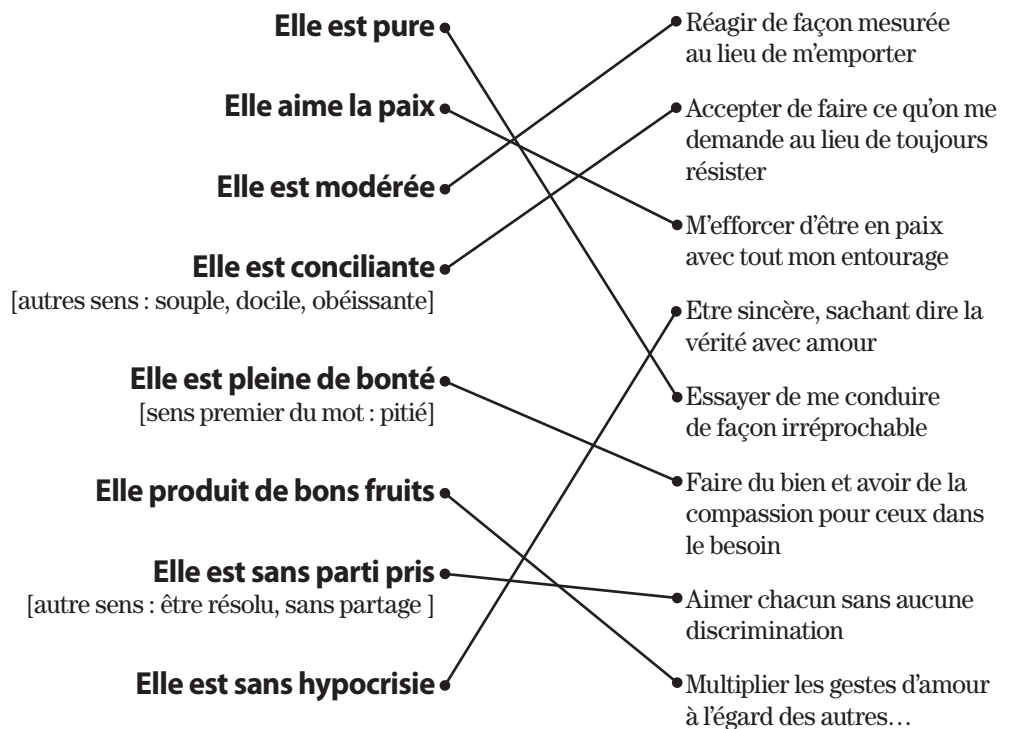 Elle est pure
Elle aime la paix
Elle est modérée
Elle est conciliante
[autres sens : souple, docile, obéissante]
Elle est pleine de bonté
[sens premier du mot : pitié]
Elle produit de bons fruits
Elle est sans parti pris
[autre sens : être résolu, sans partage ]
Elle est sans hypocrisie
Réagir de façon mesurée
au lieu de m'emporter
Accepter de faire ce qu'on me
demande au lieu de toujours
résister
M'efforcer d'être en paix
avec tout mon entourage
Etre sincère, sachant dire la
vérité avec amour
Essayer de me conduire
de façon irréprochable
Faire du bien et avoir de la
compassion pour ceux dans
le besoin
Aimer chacun sans aucune
discrimination
Multiplier les gestes d'amour
à l'égard des autres…